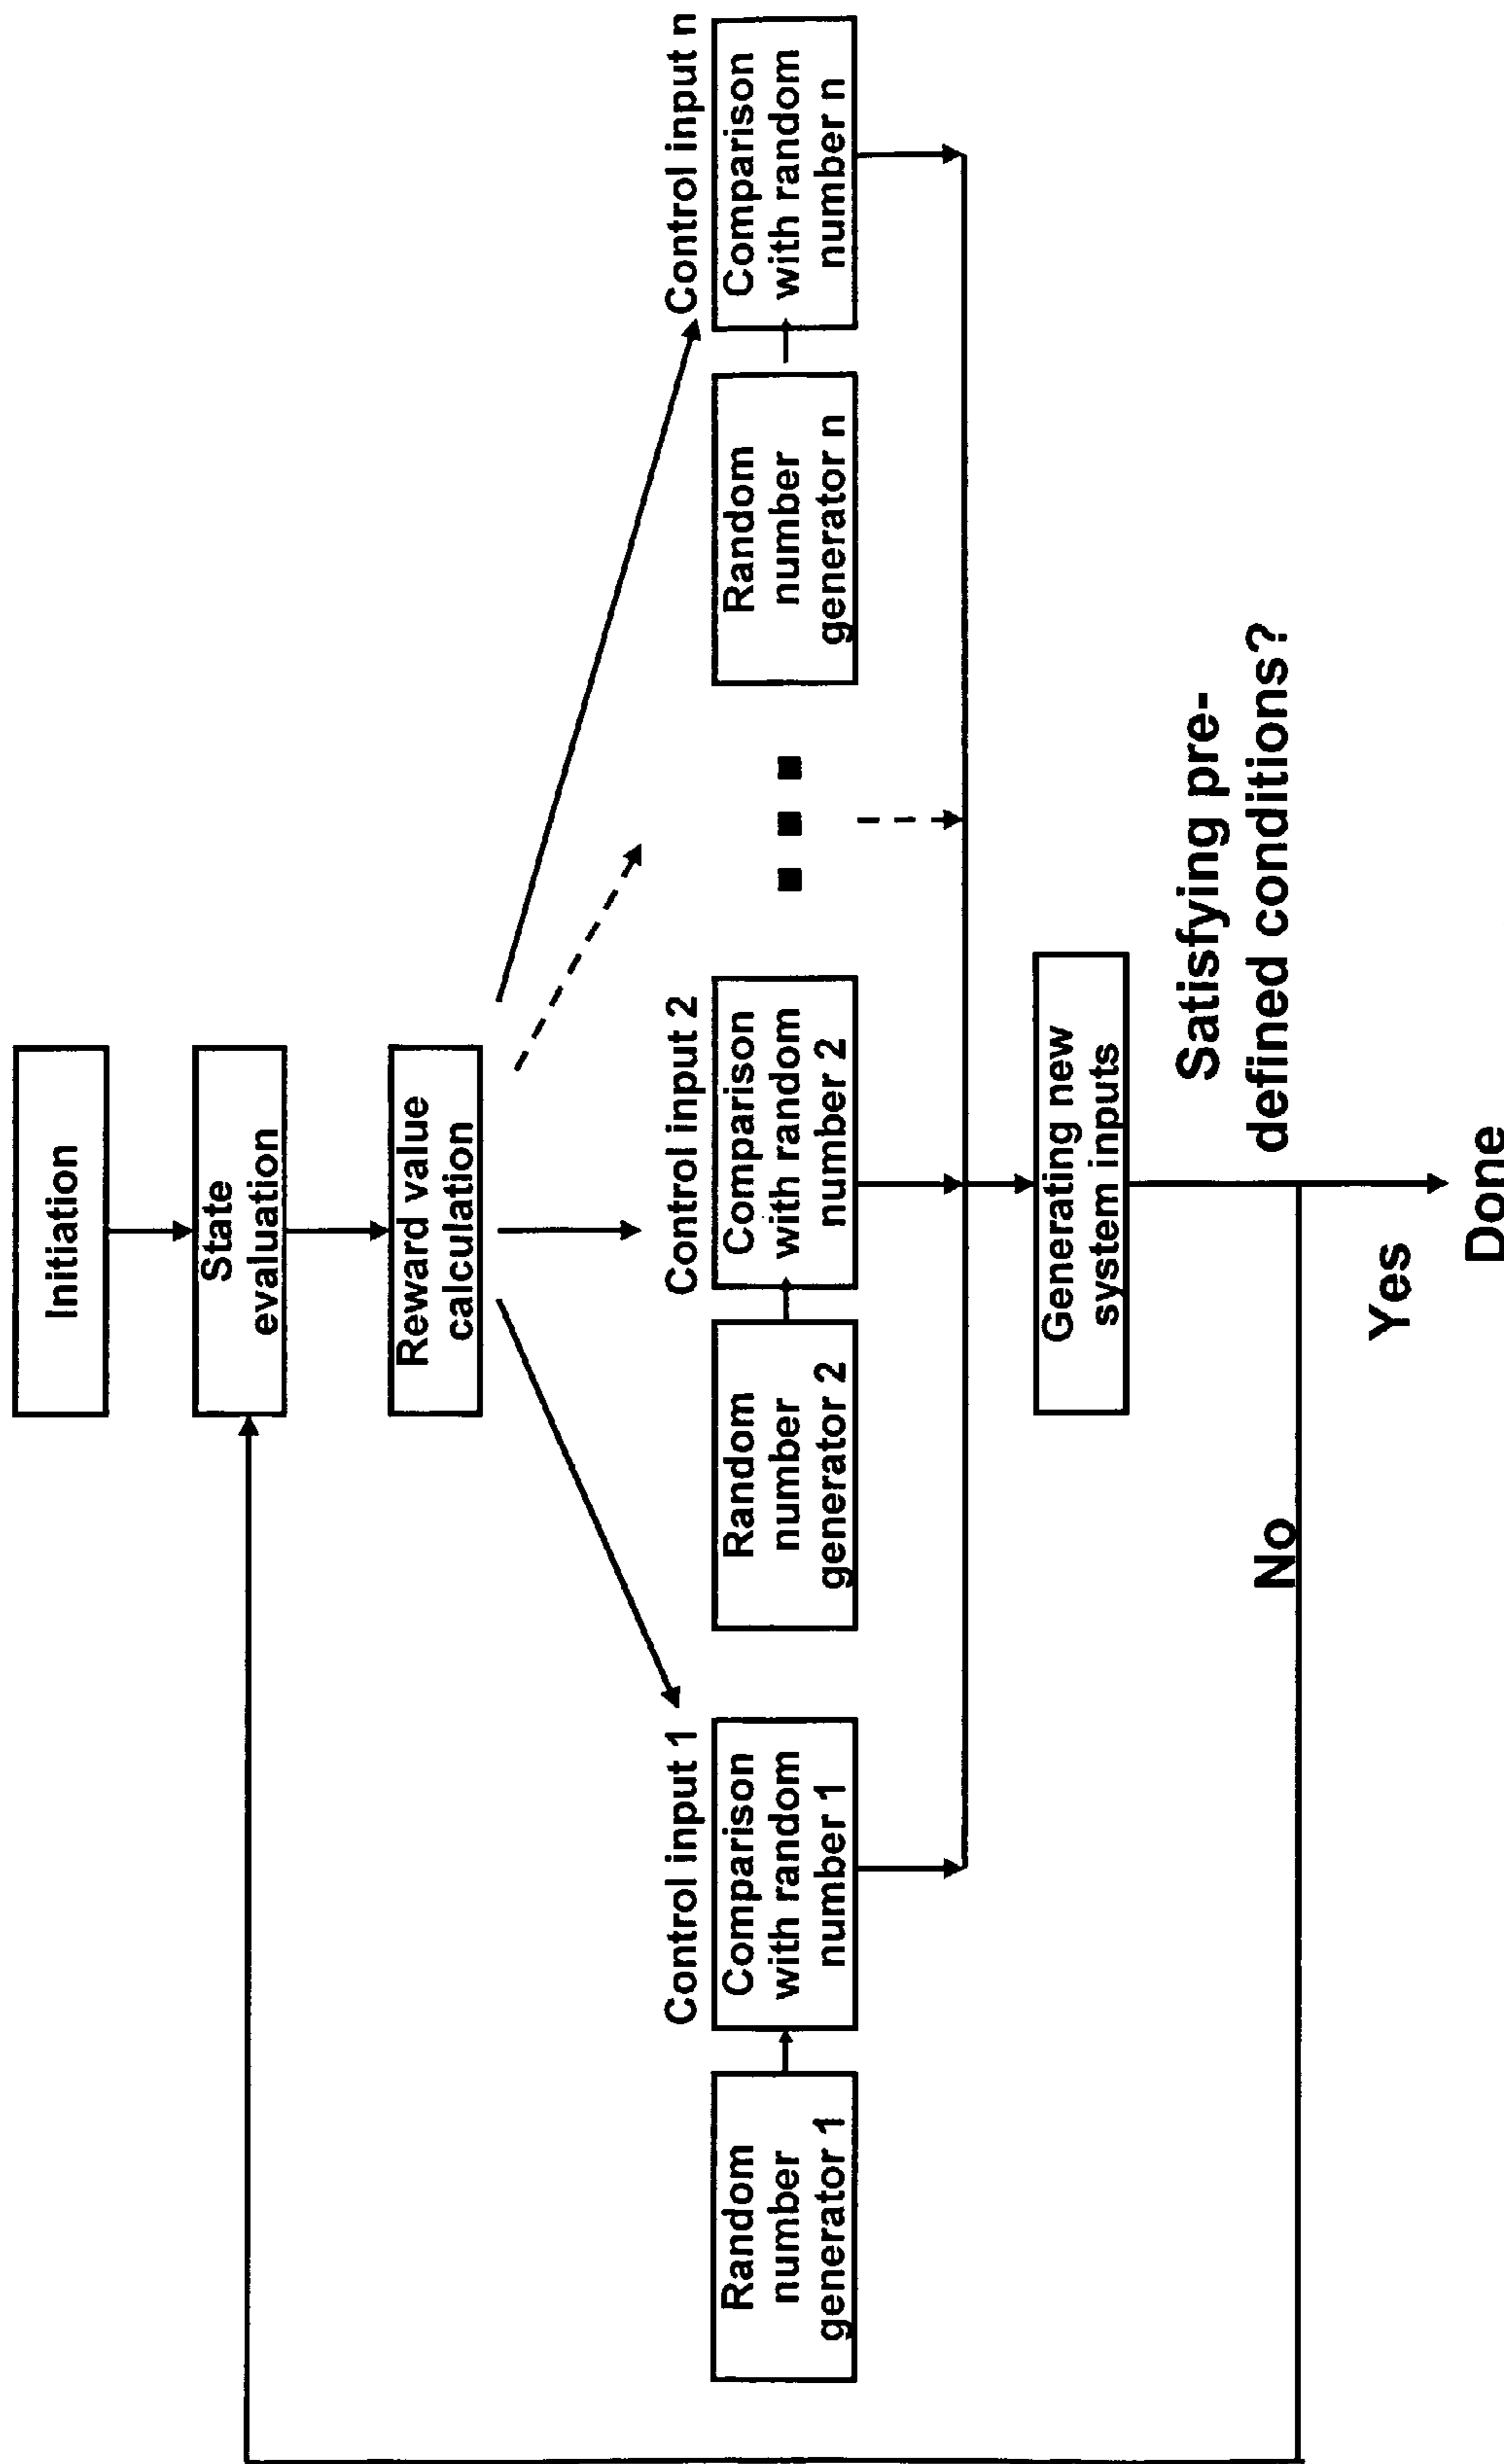 Initiation
State
evaluation
Reward value
calculation
Control input 1
Control input 2
Control input n
Random
number
generator 1
Comparison
with random
number 1
Random
number
generator 2
Comparison
with random
number 2
Random
number
generator n
Comparison
with random
number n
Generating new
system inputs
Satisfying pre-
defined conditions?
No
Yes
Done